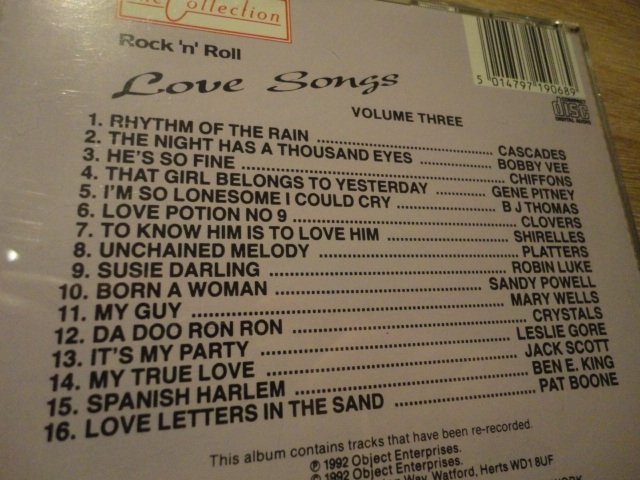 The Collection
Rock 'n' Roll
Love Songs
VOLUME THREE
5 014797 190689
COMPACT
disc
DIGITAL AUDIO
1. RHYTHM OF THE RAIN ........ CASCADES
2. THE NIGHT HAS A THOUSAND EYES ........ BOBBY VEE
3. HE'S SO FINE ........ CHIFFONS
4. THAT GIRL BELONGS TO YESTERDAY ........ GENE PITNEY
5. I'M SO LONESOME I COULD CRY ........ B J THOMAS
6. LOVE POTION NO 9 ........ CLOVERS
7. TO KNOW HIM IS TO LOVE HIM ........ SHIRELLES
8. UNCHAINED MELODY ........ PLATTERS
9. SUSIE DARLING ........ ROBIN LUKE
10. BORN A WOMAN ........ SANDY POWELL
11. MY GUY ........ MARY WELLS
12. DA DOO RON RON ........ CRYSTALS
13. IT'S MY PARTY ........ LESLIE GORE
14. MY TRUE LOVE ........ JACK SCOTT
15. SPANISH HARLEM ........ BEN E. KING
16. LOVE LETTERS IN THE SAND ........ PAT BOONE
This album contains tracks that have been re-recorded.
℗ 1992 Object Enterprises.
© 1992 Object Enterprises.
Way, Watford, Herts WD1 8UF